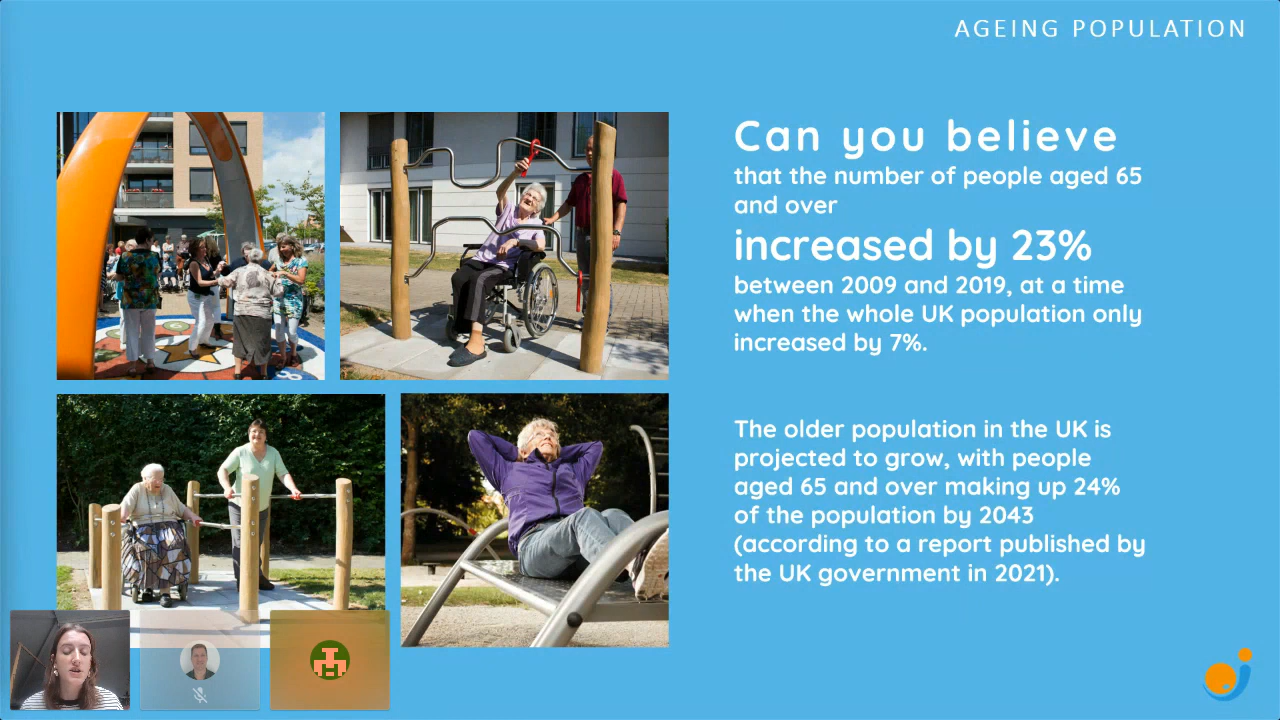 AGEING POPULATION
Can you believe
that the number of people aged 65
and over
increased by 23%
between 2009 and 2019, at a time
when the whole UK population only
increased by 7%.
The older population in the UK is
projected to grow, with people
aged 65 and over making up 24%
of the population by 2043
(according to a report published by
the UK government in 2021).